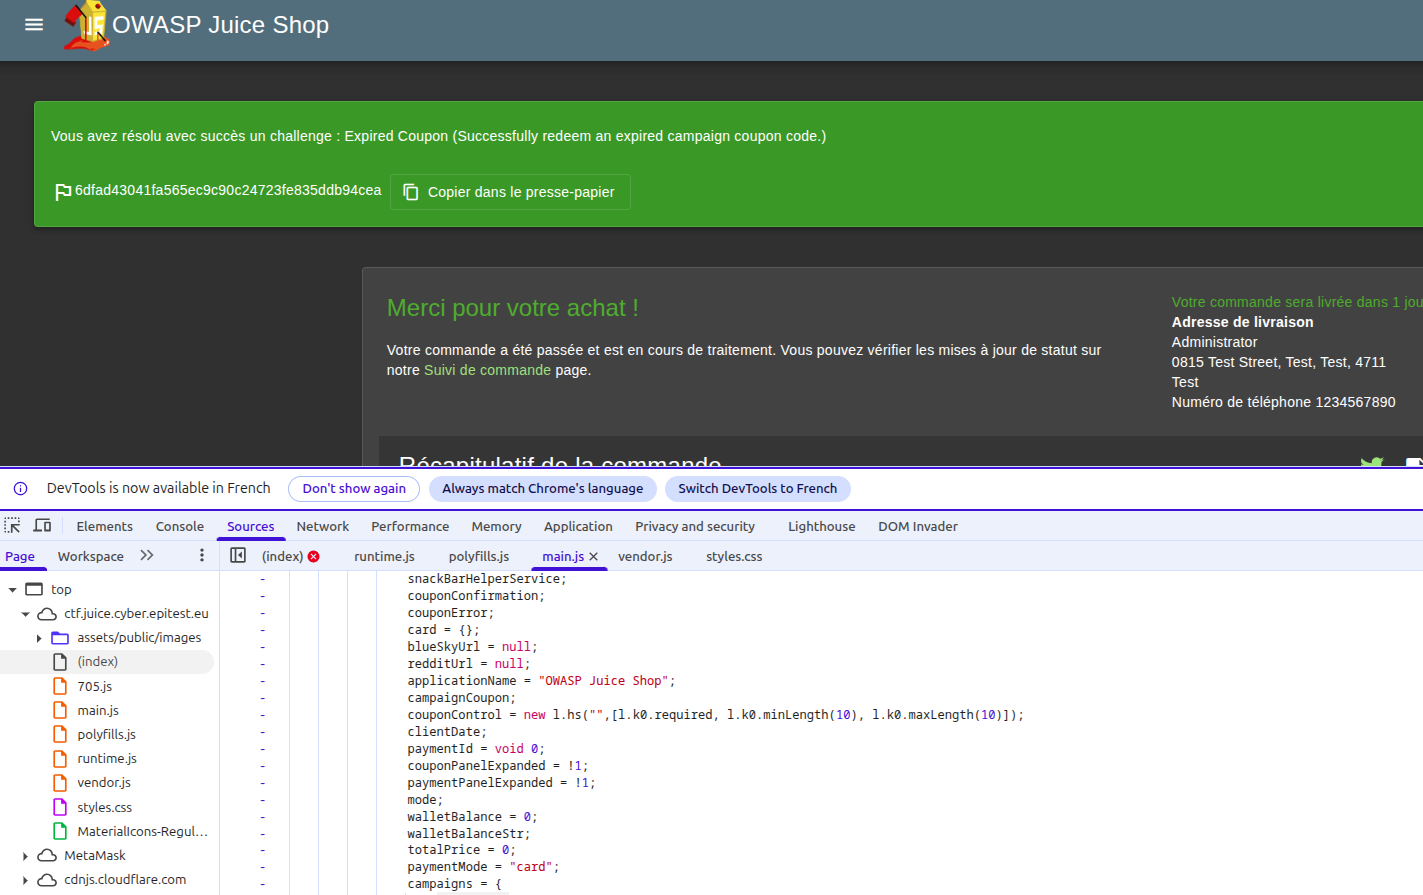 OWASP Juice Shop
Vous avez résolu avec succès un challenge : Expired Coupon (Successfully redeem an expired campaign coupon code.)
6dfad43041fa565ec9c90c24723fe835ddb94cea Copier dans le presse-papier
Merci pour votre achat !
Votre commande a été passée et est en cours de traitement. Vous pouvez vérifier les mises à jour de statut sur
notre Suivi de commande page.
Votre commande sera livrée dans 1 jou
Adresse de livraison
Administrator
0815 Test Street, Test, Test, 4711
Test
Numéro de téléphone 1234567890
Récapitulatif de la commande
DevTools is now available in French Don't show again Always match Chrome's language Switch DevTools to French
Elements Console Sources Network Performance Memory Application Privacy and security Lighthouse DOM Invader
Page Workspace (index) runtime.js polyfills.js main.js vendor.js styles.css
top
ctf.juice.cyber.epitest.eu
assets/public/images
(index)
705.js
main.js
polyfills.js
runtime.js
vendor.js
styles.css
MaterialIcons-Regul...
MetaMask
cdnjs.cloudflare.com
- snackBarHelperService;
- couponConfirmation;
- couponError;
- card = {};
- blueSkyUrl = null;
- redditUrl = null;
- applicationName = "OWASP Juice Shop";
- campaignCoupon;
- couponControl = new l.hs("",[l.k0.required, l.k0.minLength(10), l.k0.maxLength(10)]);
- clientDate;
- paymentId = void 0;
- couponPanelExpanded = !1;
- paymentPanelExpanded = !1;
- mode;
- walletBalance = 0;
- walletBalanceStr;
- totalPrice = 0;
- paymentMode = "card";
- campaigns = {